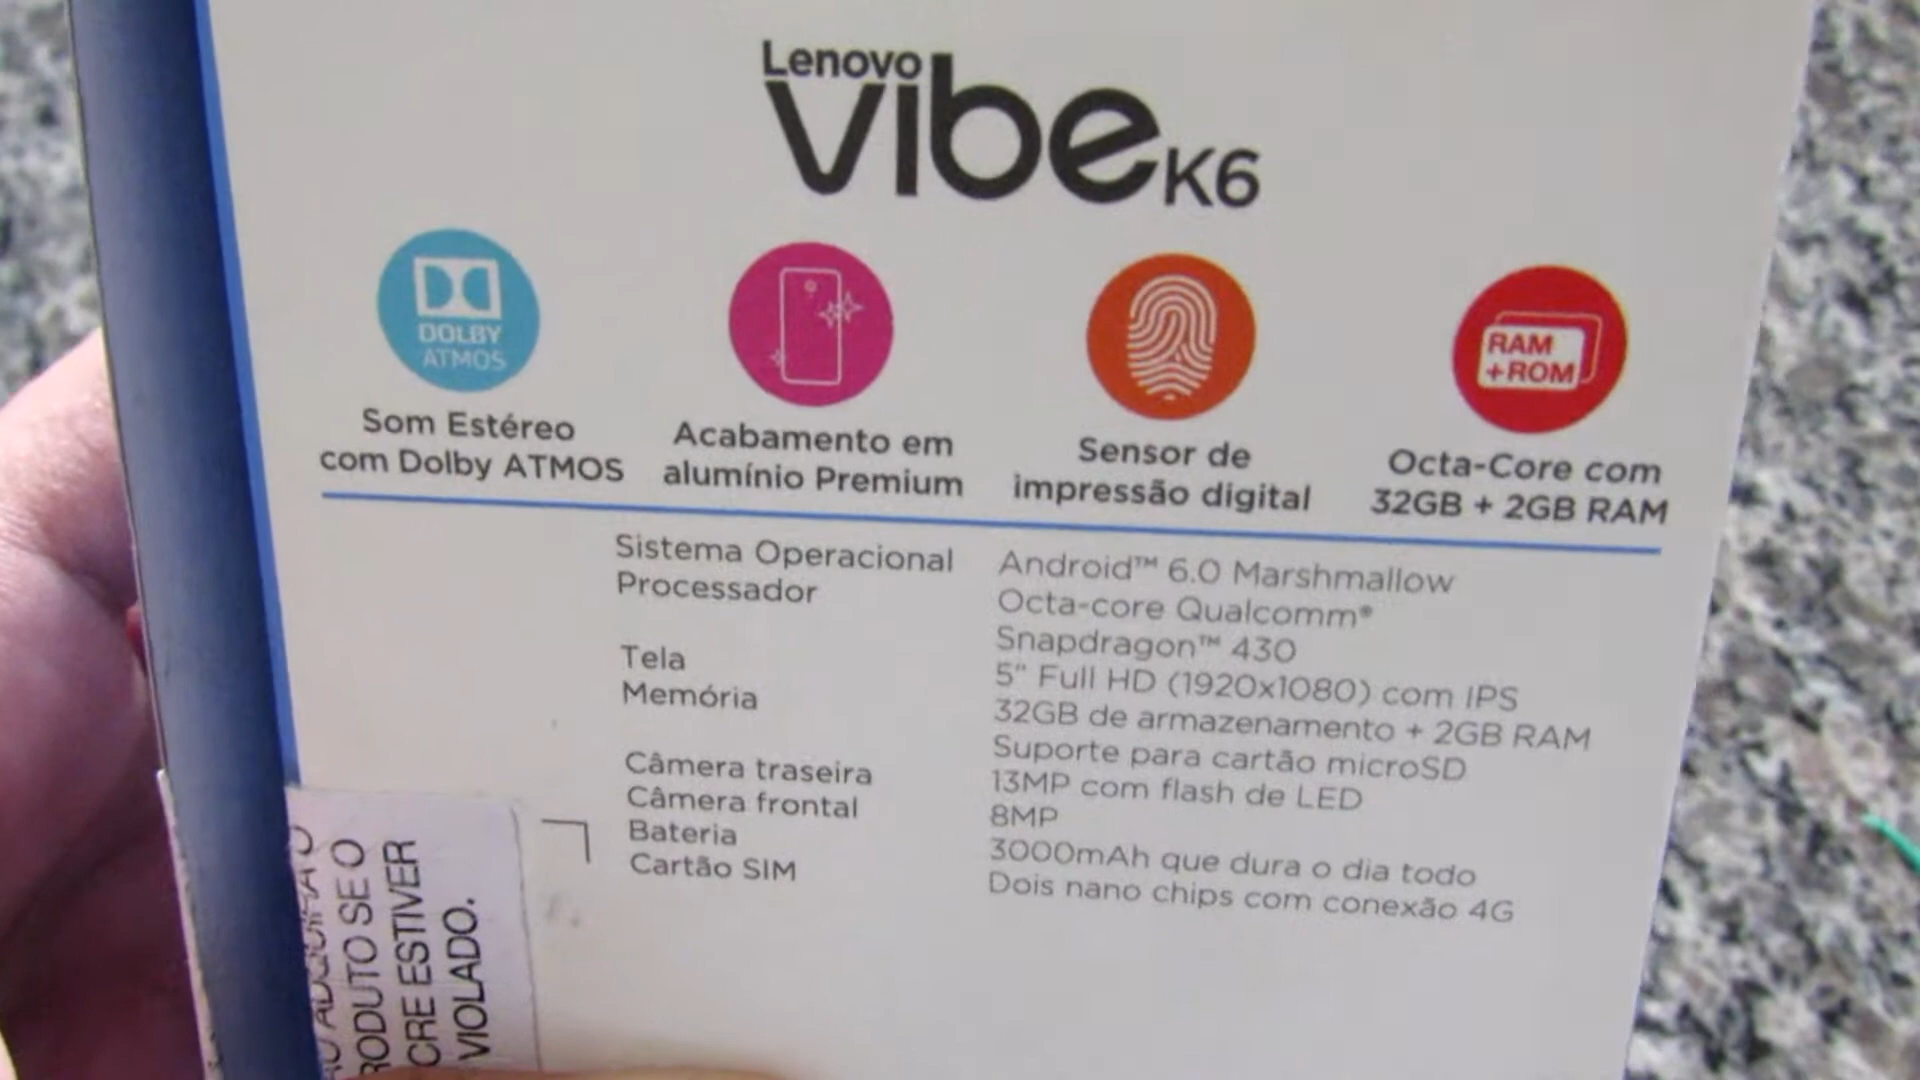 Lenovo
vibe K6
DOLBY
ATMOS
RAM
+ROM
Som Estéreo
com Dolby ATMOS
Acabamento em
alumínio Premium
Sensor de
impressão digital
Octa-Core com
32GB + 2GB RAM
Sistema Operacional
Android™ 6.0 Marshmallow
Processador
Octa-core Qualcomm®
Snapdragon™ 430
Tela
5" Full HD (1920x1080) com IPS
Memória
32GB de armazenamento + 2GB RAM
Suporte para cartão microSD
Câmera traseira
13MP com flash de LED
Câmera frontal
8MP
Bateria
3000mAh que dura o dia todo
Cartão SIM
Dois nano chips com conexão 4G
SE O
ESTIVER
VIOLADO.